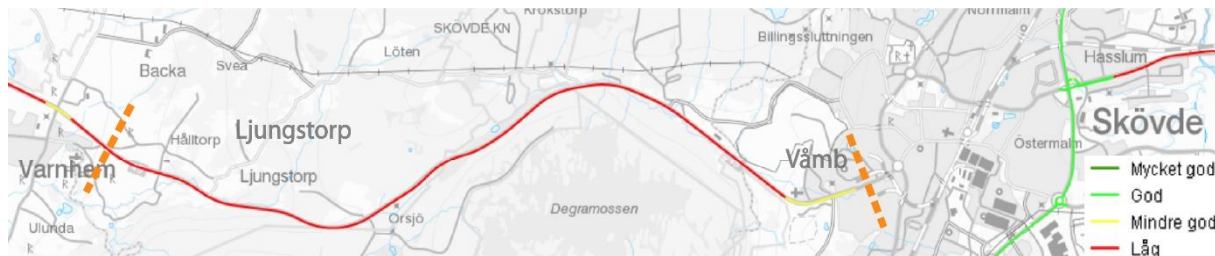 Krokstorp
SKÖVDE KN
Norrmalm
Billingssluttningen
Löten
Svea
Backa
Hasslum
Ljungstorp
Hålltorp
Skövde
Östermalm
Våmb
Varnhem
Ljungstorp
Orsjö
Degramossen
Ulunda
Mycket god
God
Mindre god
Låg